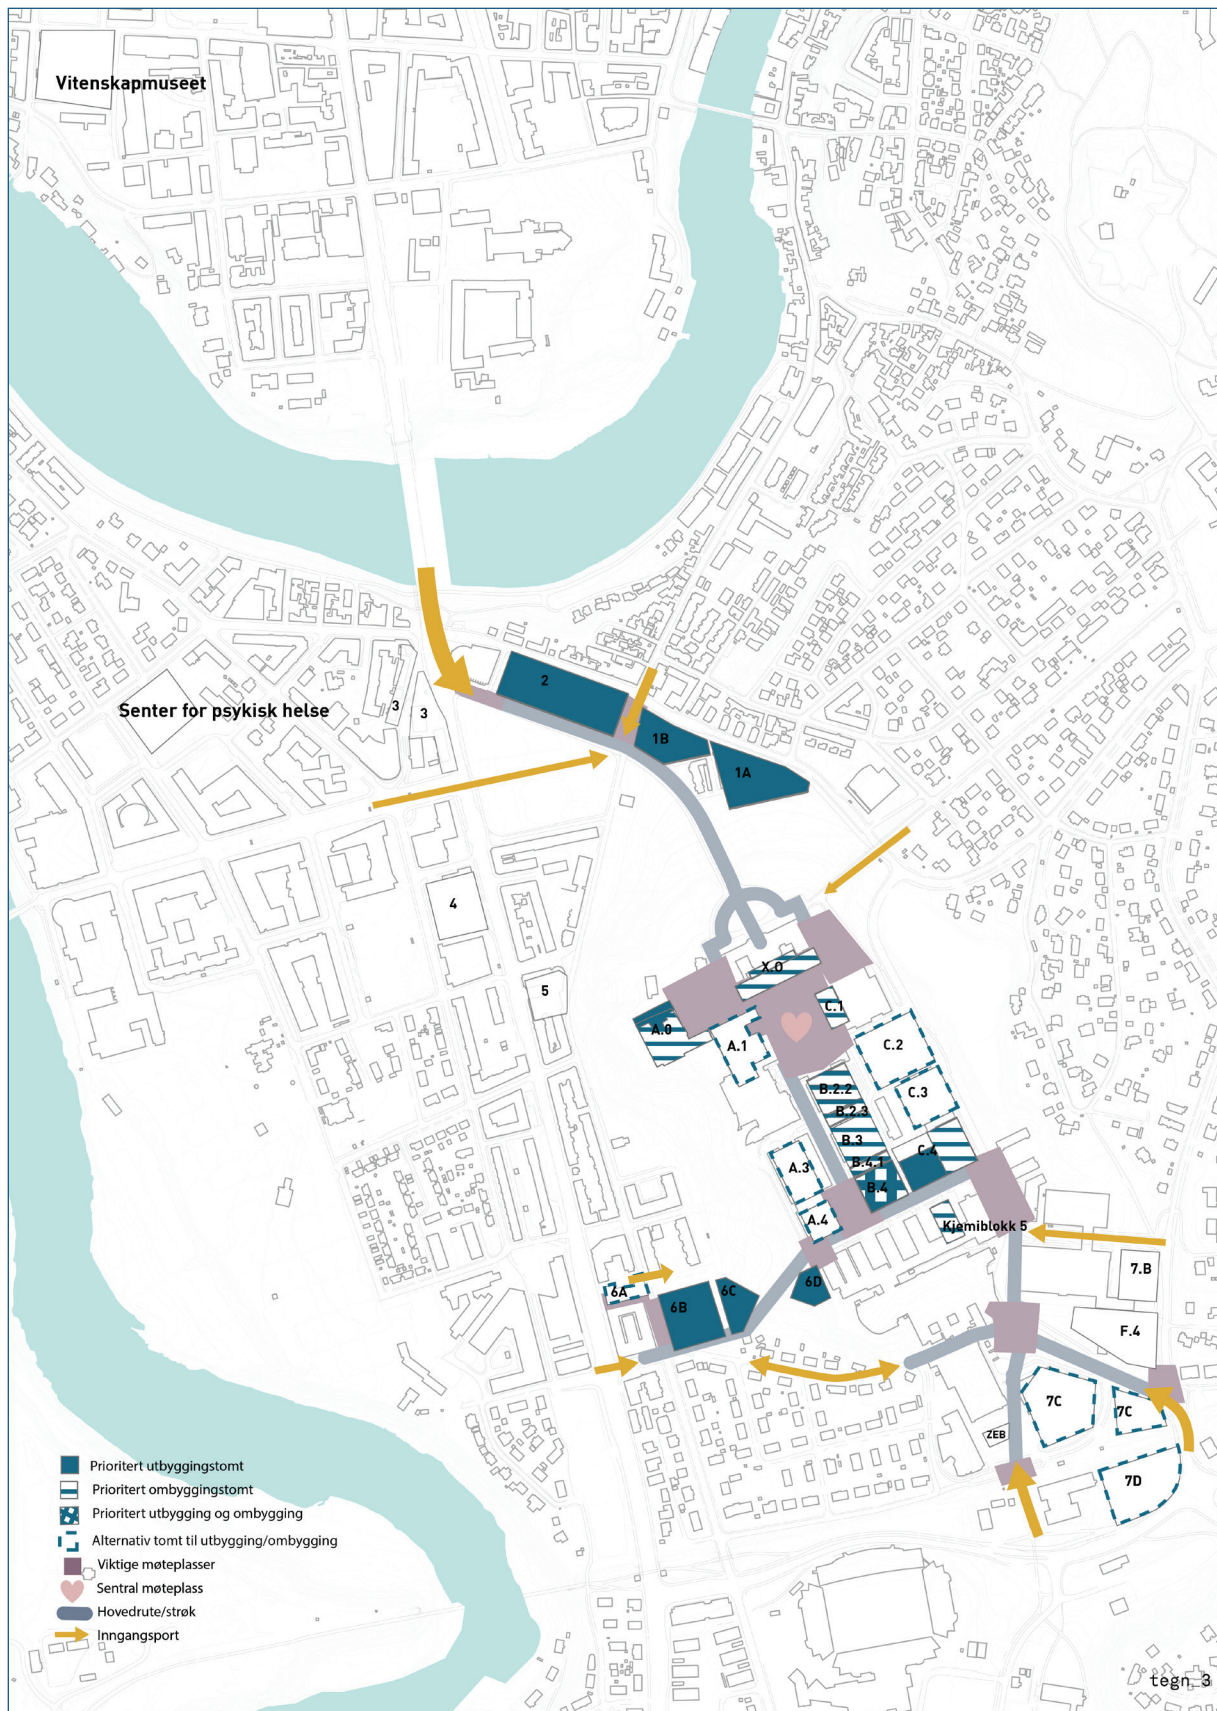 Vitenskapmuseet
2
3
3
Senter for psykisk helse
1B
1A
4
X.0
5
C.1
A.0
A.1
C.2
B.2.2
C.3
B.2.3
B.3
C.4
B.4.1
A.3
B.4
A.4
Kjemiblokk 5
7.B
6D
6A
6C
6B
F.4
7C
7C
ZEB
7D
Prioritert utbyggingstomt
Prioritert ombyggingstomt
Prioritert utbygging og ombygging
Alternativ tomt til utbygging/ombygging
Viktige møteplasser
Sentral møteplass
Hovedrute/strøk
Inngangsport
tegn_3